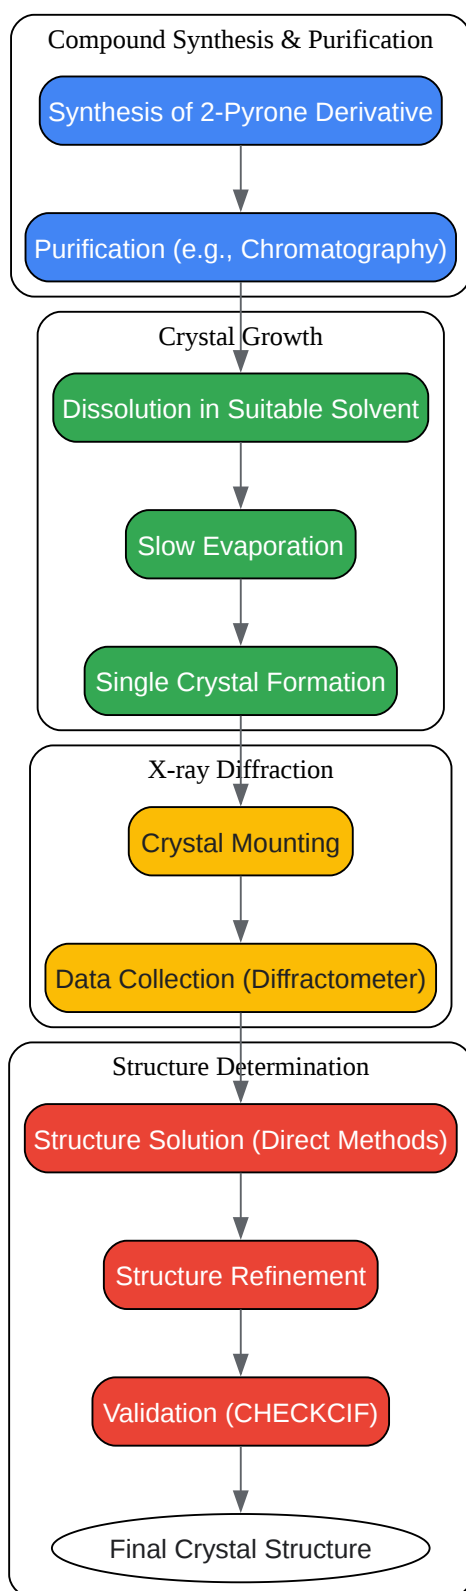 Compound Synthesis & Purification
Synthesis of 2-Pyrone Derivative
Purification (e.g., Chromatography)
Crystal Growth
Dissolution in Suitable Solvent
Slow Evaporation
Single Crystal Formation
X-ray Diffraction
Crystal Mounting
Data Collection (Diffractometer)
Structure Determination
Structure Solution (Direct Methods)
Structure Refinement
Validation (CHECKCIF)
Final Crystal Structure